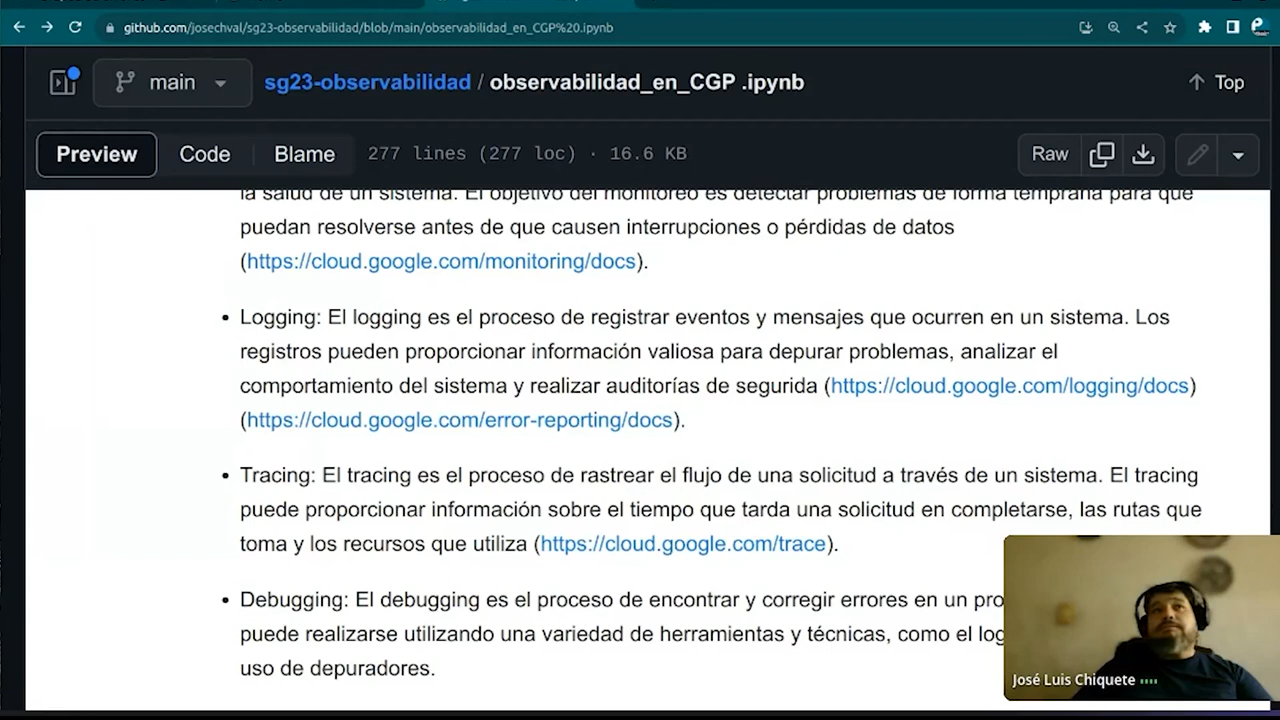 github.com/josechval/sg23-observabilidad/blob/main/observabilidad_en_CGP%20.ipynb
main
sg23-observabilidad / observabilidad_en_CGP .ipynb
Top
Preview
Code
Blame
277 lines (277 loc) · 16.6 KB
Raw
la salud de un sistema. El objetivo del monitoreo es detectar problemas de forma temprana para que
puedan resolverse antes de que causen interrupciones o pérdidas de datos
(https://cloud.google.com/monitoring/docs).
• Logging: El logging es el proceso de registrar eventos y mensajes que ocurren en un sistema. Los
registros pueden proporcionar información valiosa para depurar problemas, analizar el
comportamiento del sistema y realizar auditorías de segurida (https://cloud.google.com/logging/docs)
(https://cloud.google.com/error-reporting/docs).
• Tracing: El tracing es el proceso de rastrear el flujo de una solicitud a través de un sistema. El tracing
puede proporcionar información sobre el tiempo que tarda una solicitud en completarse, las rutas que
toma y los recursos que utiliza (https://cloud.google.com/trace).
• Debugging: El debugging es el proceso de encontrar y corregir errores en un pro
puede realizarse utilizando una variedad de herramientas y técnicas, como el log
uso de depuradores.
José Luis Chiquete